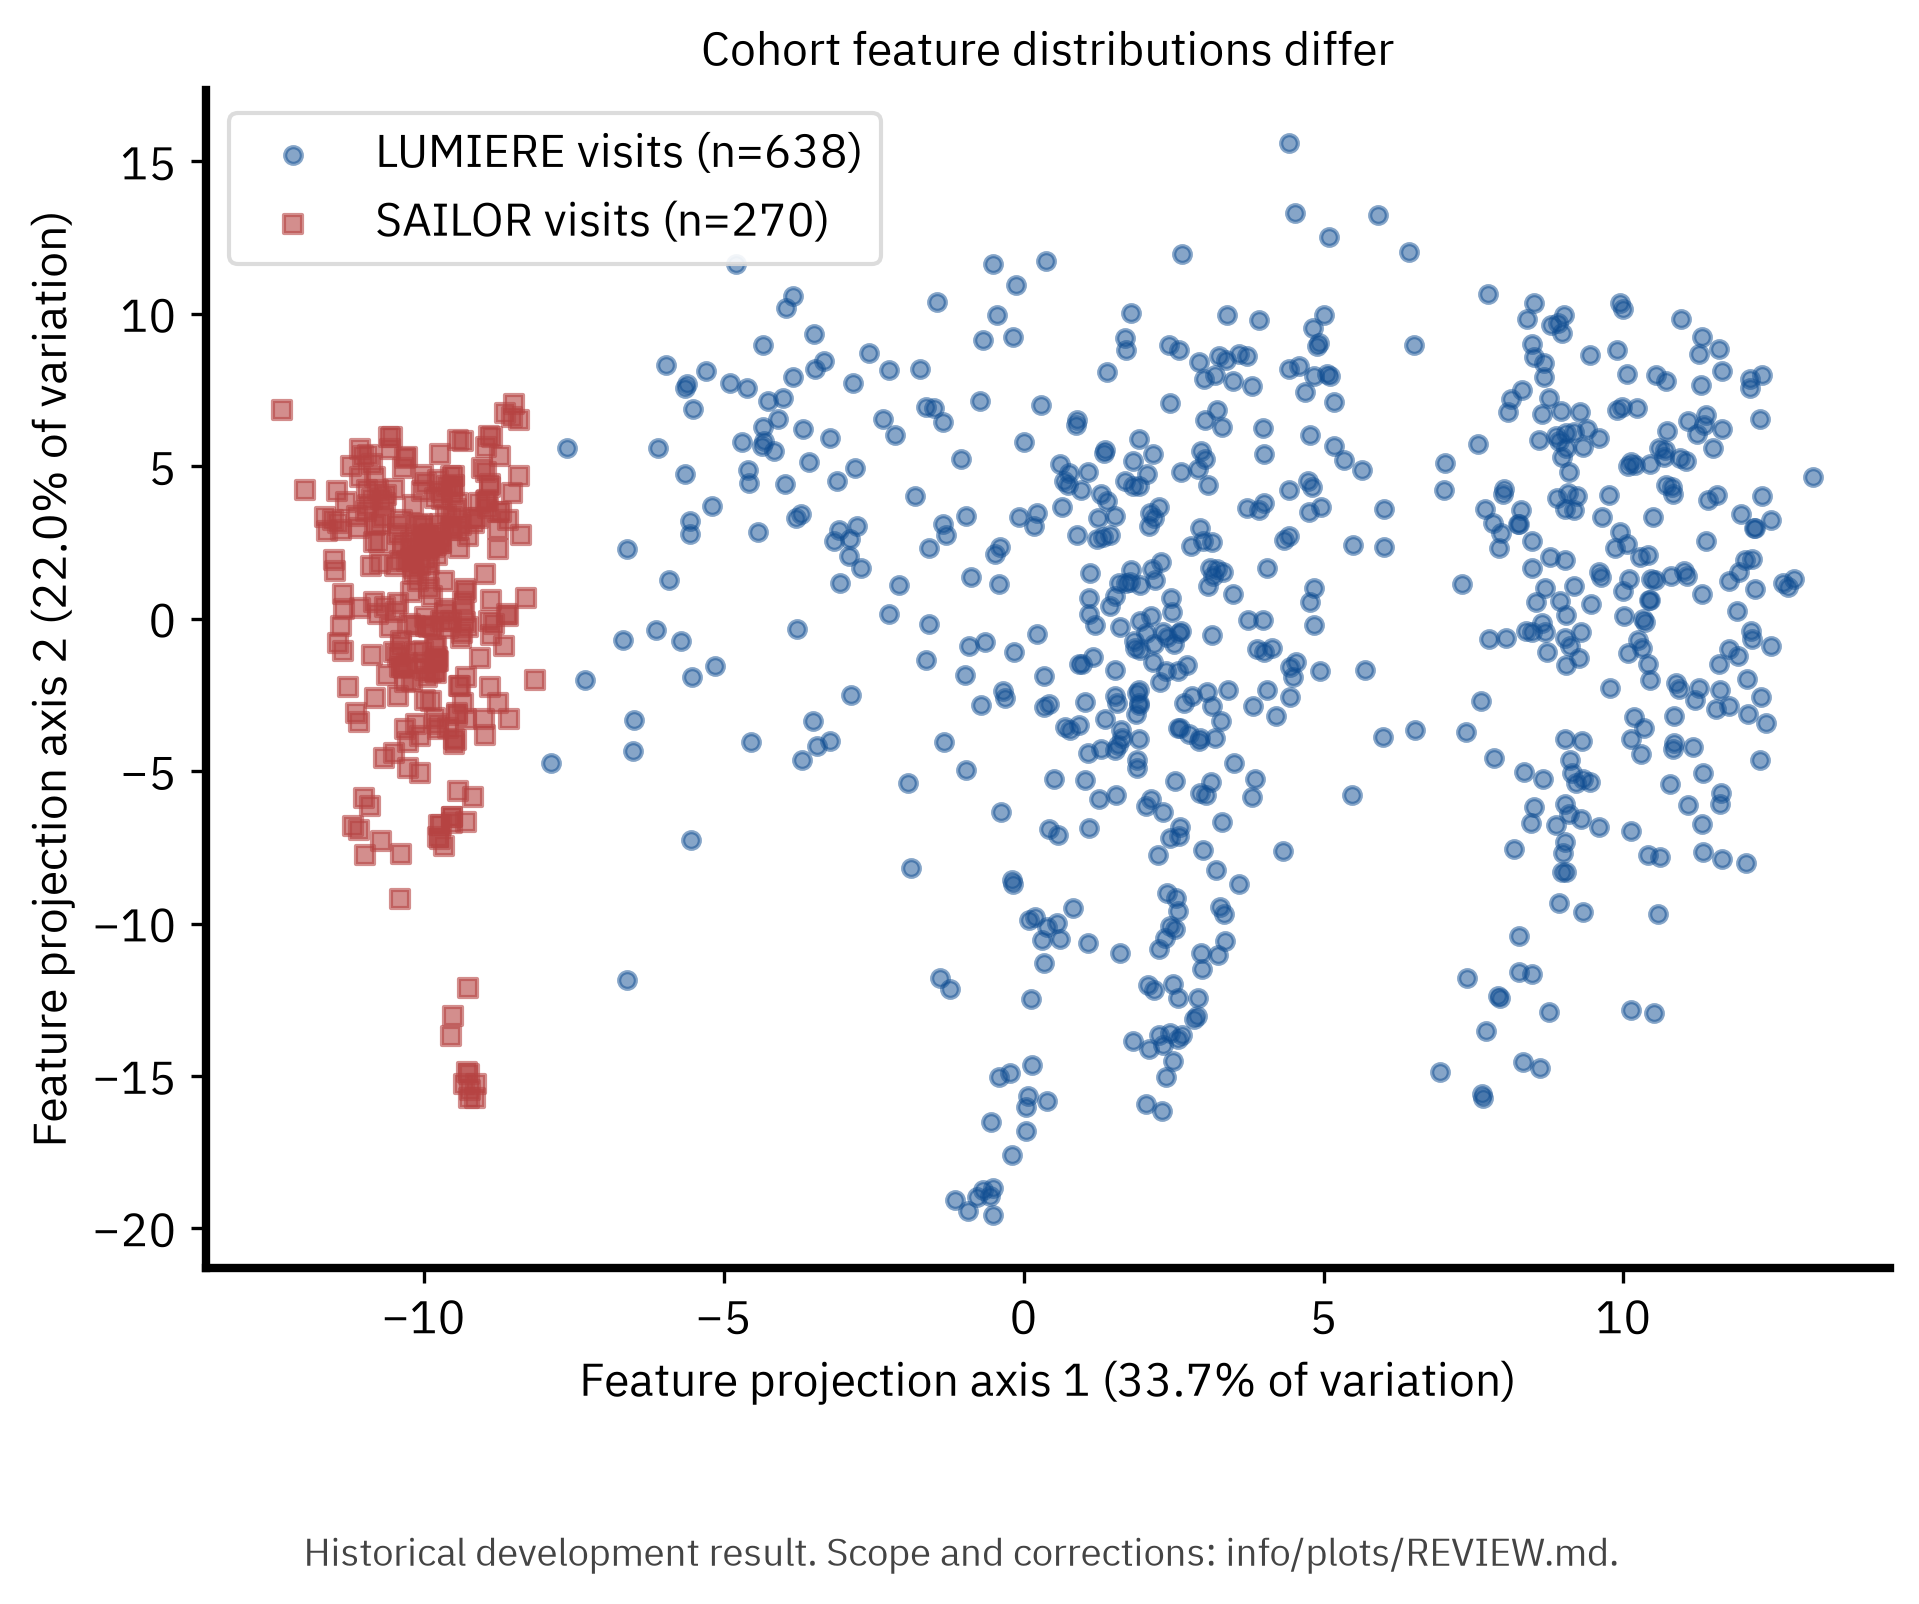 Cohort feature distributions differ
LUMIERE visits (n=638)
SAILOR visits (n=270)
Feature projection axis 2 (22.0% of variation)
15
10
5
0
−5
−10
−15
−20
−10
−5
0
5
10
Feature projection axis 1 (33.7% of variation)
Historical development result. Scope and corrections: info/plots/REVIEW.md.